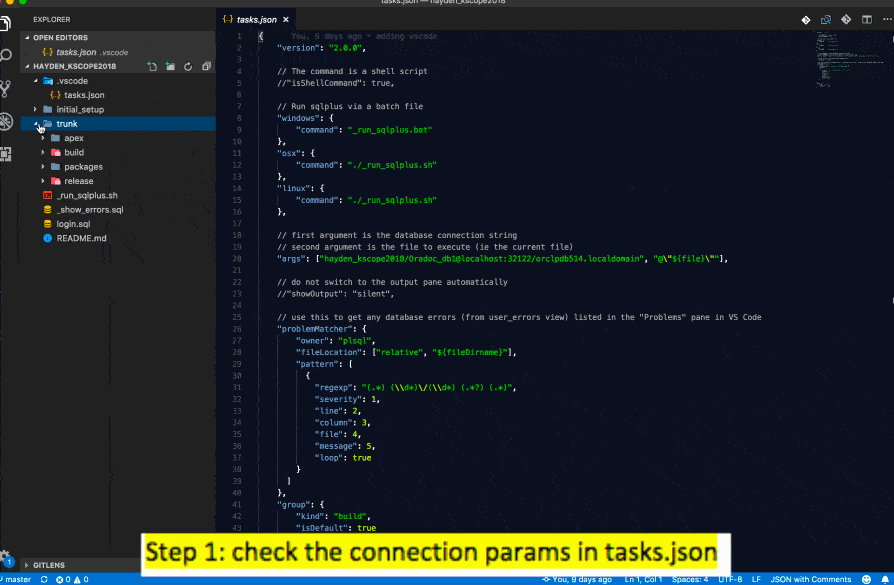 tasks.json — hayden_kscope2018
EXPLORER
OPEN EDITORS
{·} tasks.json .vscode
HAYDEN_KSCOPE2018
.vscode
{·} tasks.json
initial_setup
trunk
apex
build
packages
release
_run_sqlplus.sh
_show_errors.sql
login.sql
README.md
GITLENS
{·} tasks.json ×
1 { You, 9 days ago • adding vscode
2 "version": "2.0.0",
3
4 // The command is a shell script
5 //"isShellCommand": true,
6
7 // Run sqlplus via a batch file
8 "windows": {
9 "command": "_run_sqlplus.bat"
10 },
11 "osx": {
12 "command": "./_run_sqlplus.sh"
13 },
14 "linux": {
15 "command": "./_run_sqlplus.sh"
16 },
17
18 // first argument is the database connection string
19 // second argument is the file to execute (ie the current file)
20 "args": ["hayden_kscope2018/Oradoc_db1@localhost:32122/orclpdb514.localdomain", "@\"${file}\""],
21
22 // do not switch to the output pane automatically
23 //"showOutput": "silent",
24
25 // use this to get any database errors (from user_errors view) listed in the "Problems" pane in VS Code
26 "problemMatcher": {
27 "owner": "plsql",
28 "fileLocation": ["relative", "${fileDirname}"],
29 "pattern": [
30 {
31 "regexp": "(.*) (\\d*)\/(\\d*) (.*?) (.*)",
32 "severity": 1,
33 "line": 2,
34 "column": 3,
35 "file": 4,
36 "message": 5,
37 "loop": true
38 }
39 ]
40 },
41 "group": {
42 "kind": "build",
43 "isDefault": true
Step 1: check the connection params in tasks.json
1
master 0 0 You, 9 days ago Ln 1, Col 1 Spaces: 4 UTF-8 LF JSON with Comments